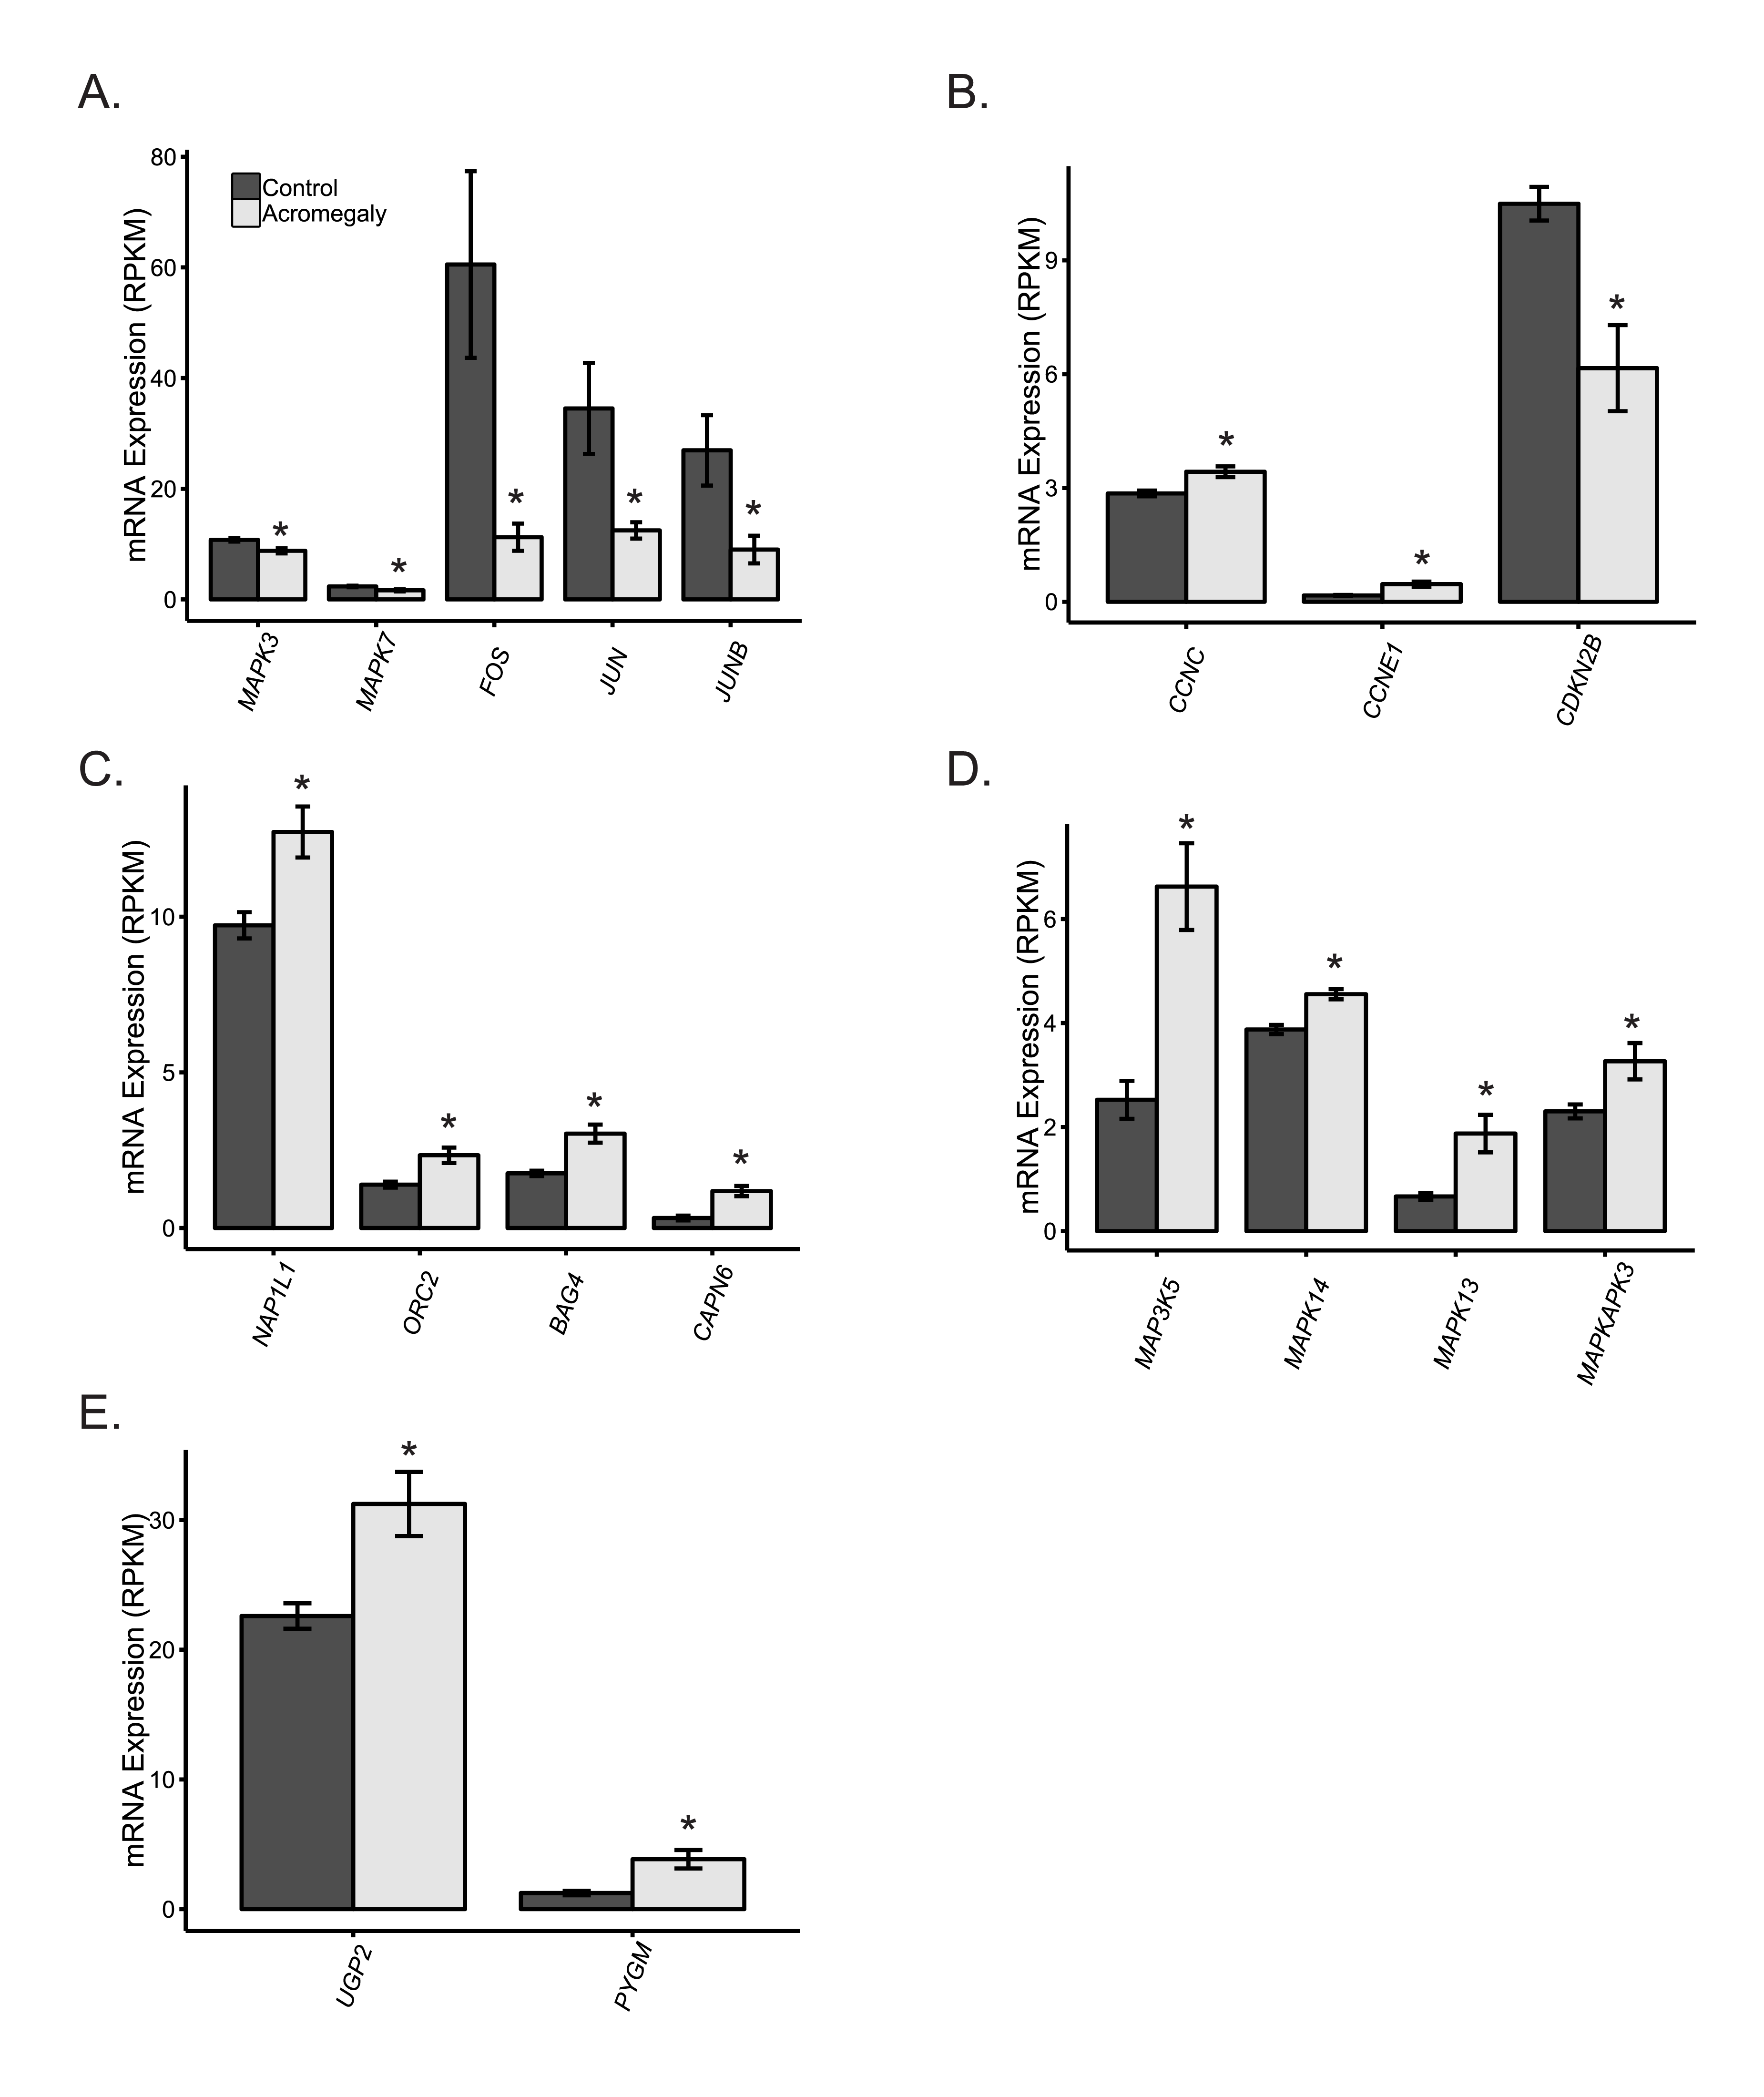 A.
mRNA Expression (RPKM)
80
60
40
20
0
Control
Acromegaly
*
*
*
*
*
MAPK3
MAPK7
FOS
JUN
JUNB
B.
mRNA Expression (RPKM)
9
6
3
0
*
*
*
CCNC
CCNE1
CDKN2B
C.
mRNA Expression (RPKM)
10
5
0
*
*
*
*
NAP1L1
ORC2
BAG4
CAPN6
D.
mRNA Expression (RPKM)
6
4
2
0
*
*
*
*
MAP3K5
MAPK14
MAPK13
MAPKAPK3
E.
mRNA Expression (RPKM)
30
20
10
0
*
*
UGP2
PYGM